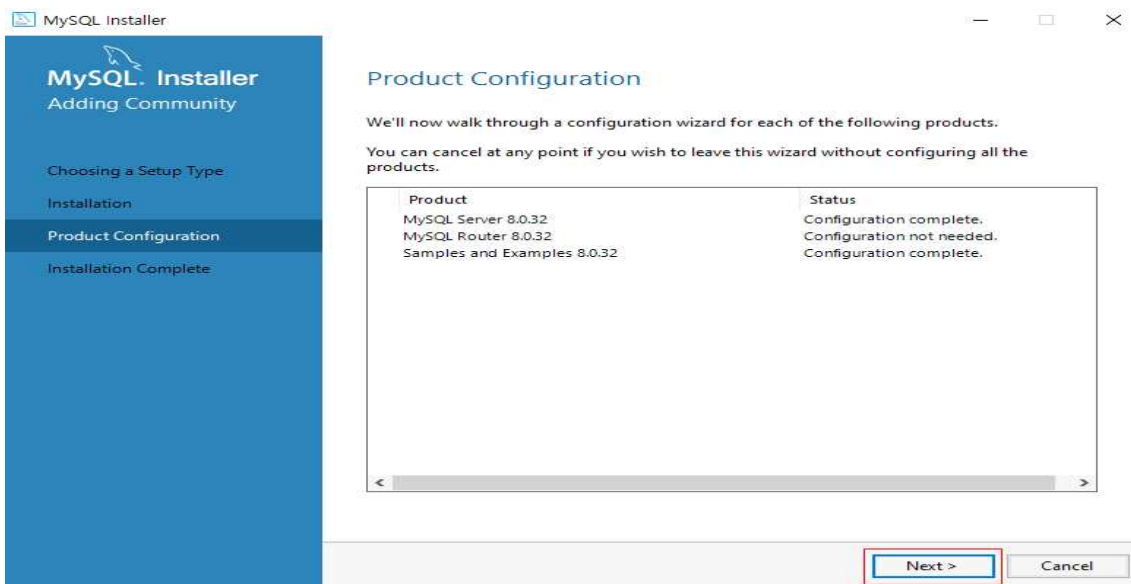 MySQL Installer
MySQL. Installer
Adding Community
Choosing a Setup Type
Installation
Product Configuration
Installation Complete
Product Configuration
We'll now walk through a configuration wizard for each of the following products.
You can cancel at any point if you wish to leave this wizard without configuring all the
products.
Product Status
MySQL Server 8.0.32 Configuration complete.
MySQL Router 8.0.32 Configuration not needed.
Samples and Examples 8.0.32 Configuration complete.
Next > Cancel